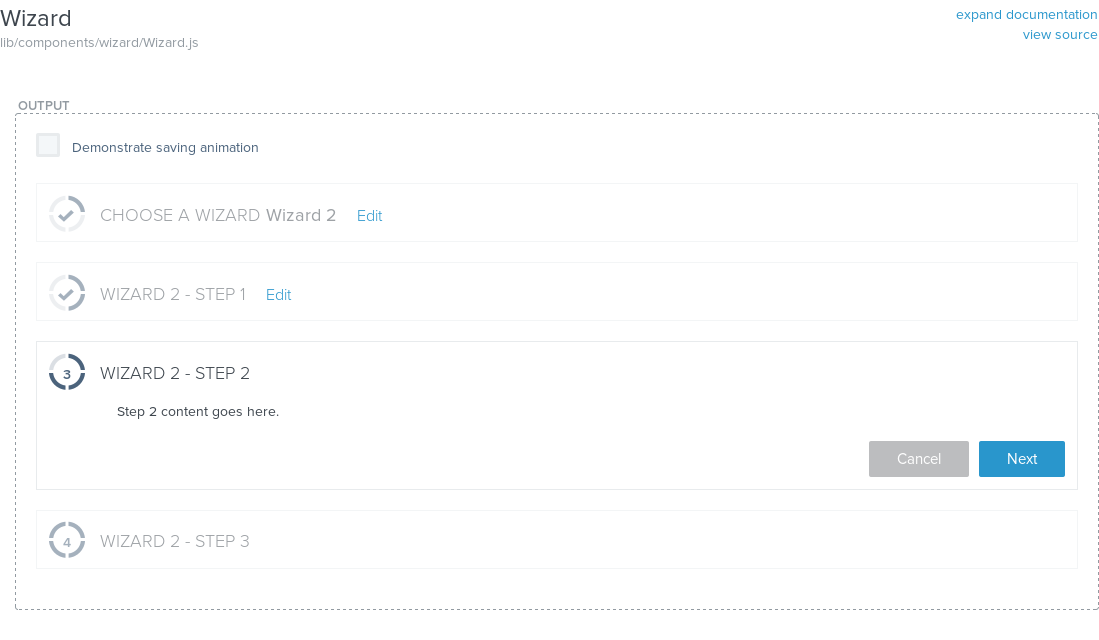 Wizard
expand documentation
lib/components/wizard/Wizard.js
view source
OUTPUT
Demonstrate saving animation
CHOOSE A WIZARD Wizard 2 Edit
WIZARD 2 - STEP 1 Edit
3 WIZARD 2 - STEP 2
Step 2 content goes here.
Cancel Next
4 WIZARD 2 - STEP 3